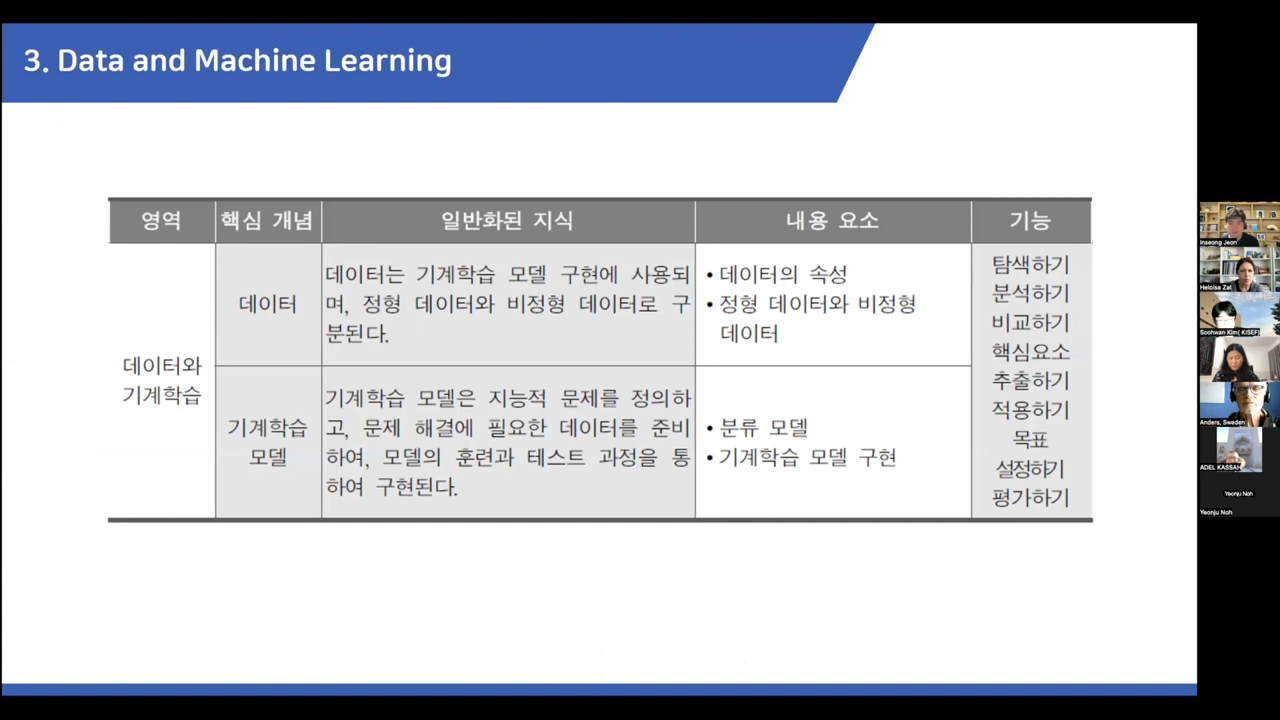 3. Data and Machine Learning
영역
핵심 개념
일반화된 지식
내용 요소
기능
데이터와
기계학습
데이터
데이터는 기계학습 모델 구현에 사용되
며, 정형 데이터와 비정형 데이터로 구
분된다.
• 데이터의 속성
• 정형 데이터와 비정형
데이터
기계학습
모델
기계학습 모델은 지능적 문제를 정의하
고, 문제 해결에 필요한 데이터를 준비
하여, 모델의 훈련과 테스트 과정을 통
하여 구현된다.
• 분류 모델
• 기계학습 모델 구현
탐색하기
분석하기
비교하기
핵심요소
추출하기
적용하기
목표
설정하기
평가하기
Inseong Jeon
Heloisa Zal
Soohwan Kim( KISEF)
Anders, Sweden
ADEL KASSAH
Yeonju Noh
Yeonju Noh